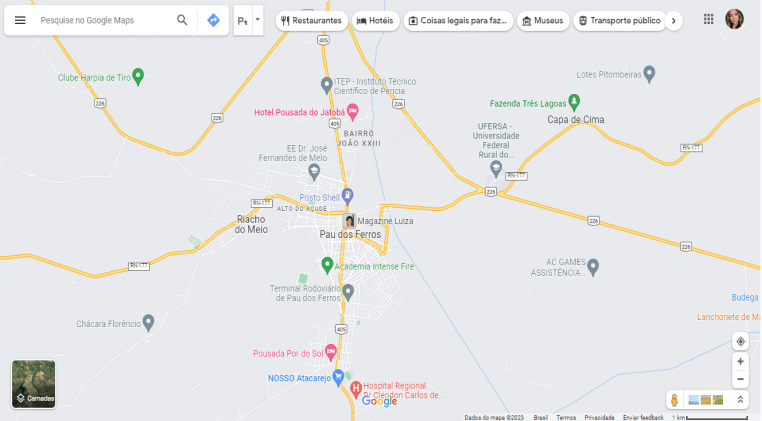 Pesquise no Google Maps
Pt
Restaurantes
Hotéis
Coisas legais para faz...
Museus
Transporte público
Clube Harpia de Tiro
226
226
405
ITEP - Instituto Técnico
Científico de Perícia
226
Lotes Pitombeiras
Hotel Pousada do Jatobá
405
Fazenda Três Lagoas
Capa de Cima
BAIRRO
JOÃO XXIII
UFERSA -
Universidade
Federal
Rural do...
EE Dr. José
Fernandes de Melo
RN-177
RN-177
226
Posto Shell
RN-177
ALTO DO AÇUDE
Riacho
do Meio
Magazine Luiza
226
Pau dos Ferros
226
RN-177
Academia Intense Fire
AC GAMES
ASSISTÊNCIA...
Terminal Rodoviário
de Pau dos Ferros
Budega
Lanchonete de Ma
Chácara Florêncio
405
Pousada Por do Sol
NOSSO Atacarejo
Hospital Regional
Dr. Cleodon Carlos de...
Camadas
Google
Dados do mapa ©2023
Brasil
Termos
Privacidade
Enviar feedback
1 km